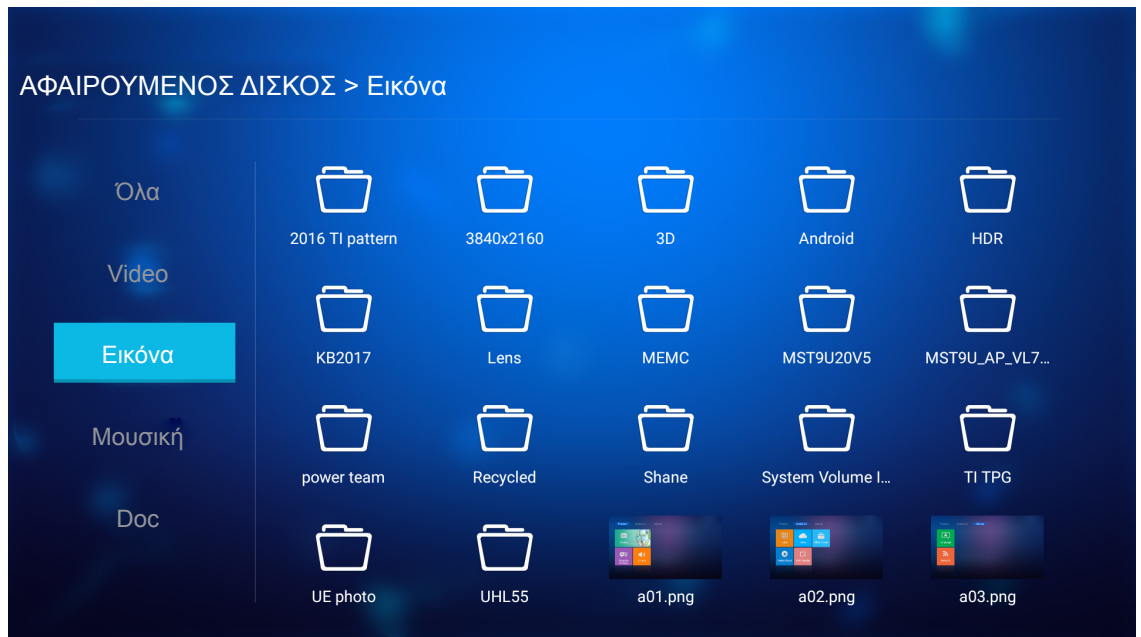 ΑΦΑΙΡΟΥΜΕΝΟΣ ΔΙΣΚΟΣ > Εικόνα
Όλα
Video
Εικόνα
Μουσική
Doc
2016 TI pattern
3840x2160
3D
Android
HDR
KB2017
Lens
MEMC
MST9U20V5
MST9U_AP_VL7...
power team
Recycled
Shane
System Volume I...
TI TPG
UE photo
UHL55
a01.png
a02.png
a03.png